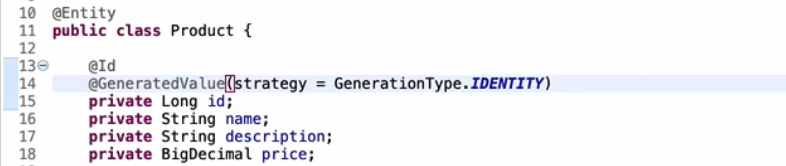 10 @Entity
11 public class Product {
12
13 @Id
14 @GeneratedValue(strategy = GenerationType.IDENTITY)
15 private Long id;
16 private String name;
17 private String description;
18 private BigDecimal price;